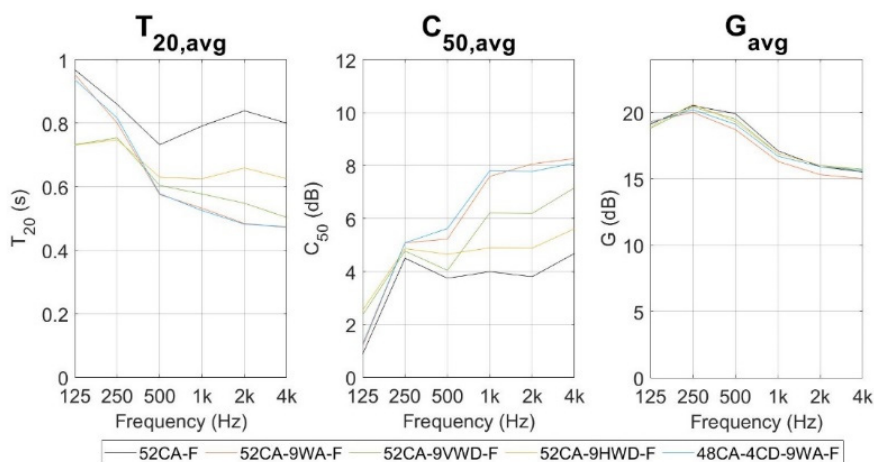 T20,avg
C50,avg
Gavg
1
0.8
0.6
0.4
0.2
0
T20 (s)
125 250 500 1k 2k 4k
Frequency (Hz)
12
10
8
6
4
2
0
C50 (dB)
125 250 500 1k 2k 4k
Frequency (Hz)
20
15
10
5
0
G (dB)
125 250 500 1k 2k 4k
Frequency (Hz)
52CA-F 52CA-9WA-F 52CA-9VWD-F 52CA-9HWD-F 48CA-4CD-9WA-F